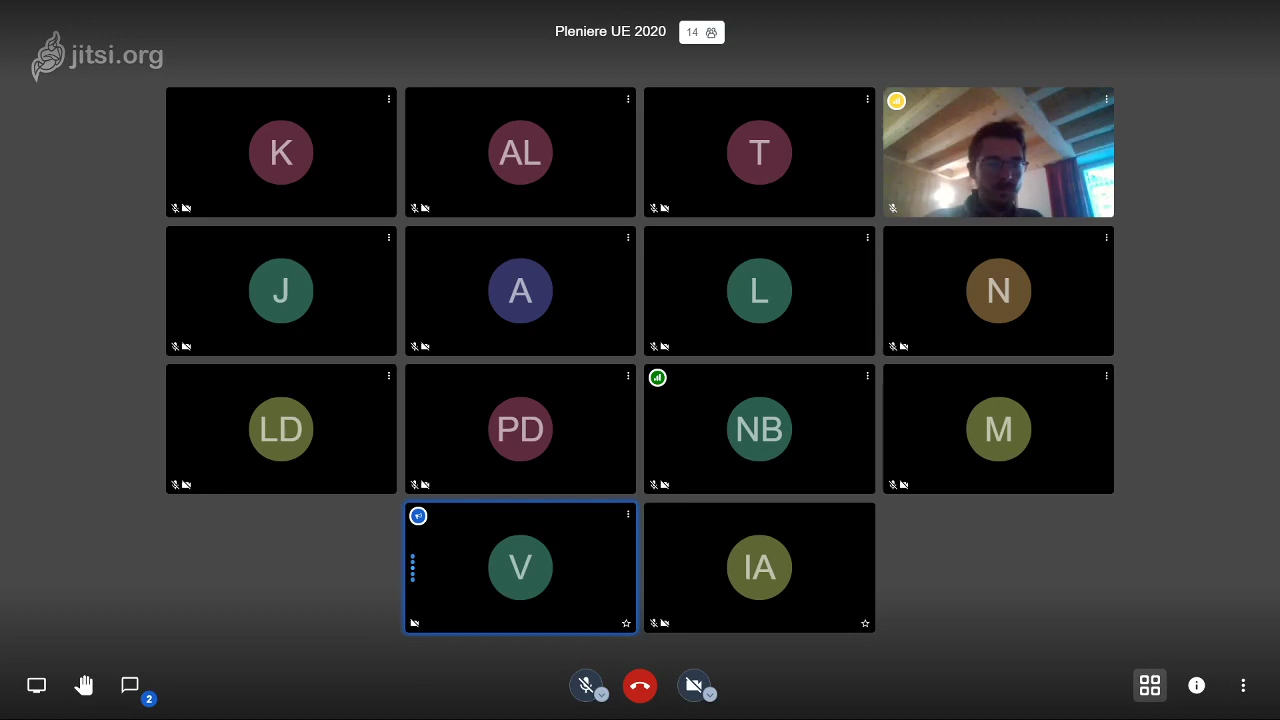 Pleniere UE 2020 14
jitsi.org
K AL T
J A L N
LD PD NB M
V IA
2